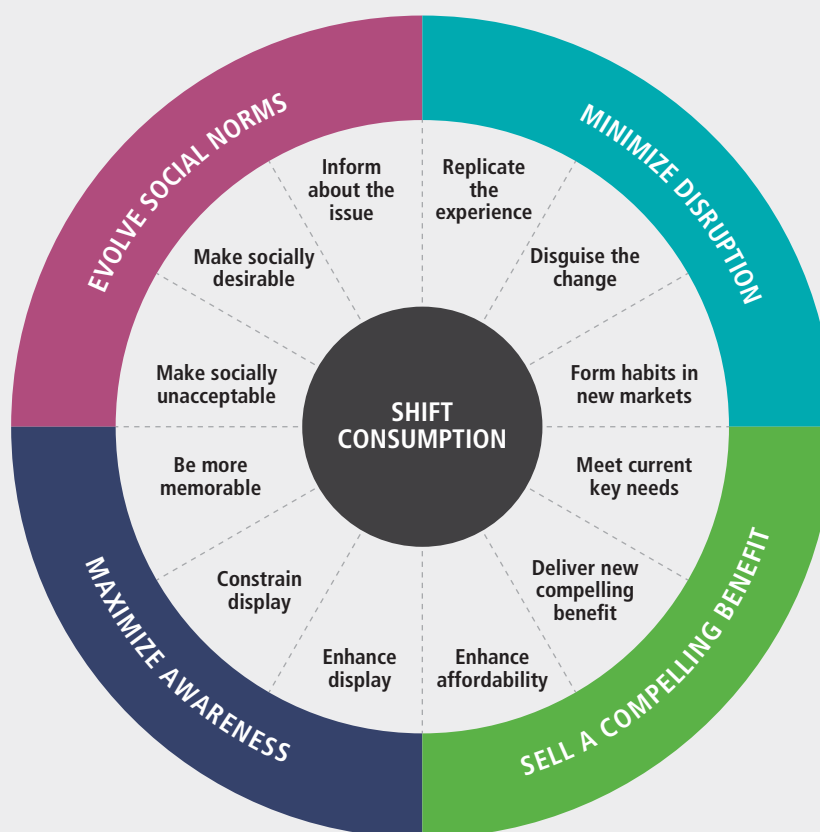 EVOLVE SOCIAL NORMS
MINIMIZE DISRUPTION
Inform
about the
issue
Replicate
the
experience
Make socially
desirable
Disguise the
change
Make socially
unacceptable
Form habits in
new markets
SHIFT
CONSUMPTION
Be more
memorable
Meet current
key needs
Constrain
display
Deliver new
compelling
benefit
Enhance
display
Enhance
affordability
MAXIMIZE AWARENESS
SELL A COMPELLING BENEFIT